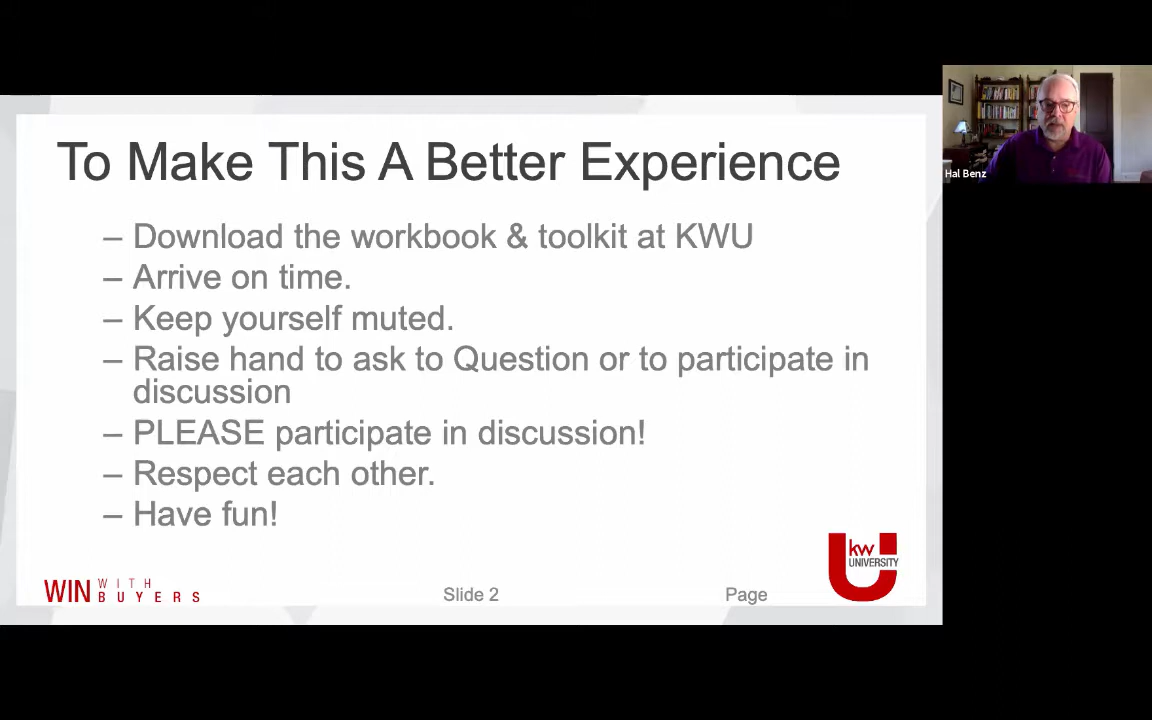 To Make This A Better Experience
– Download the workbook & toolkit at KWU
– Arrive on time.
– Keep yourself muted.
– Raise hand to ask to Question or to participate in
discussion
– PLEASE participate in discussion!
– Respect each other.
– Have fun!
WIN WITH
BUYERS
Slide 2
Page
kw
UNIVERSITY
Hal Benz